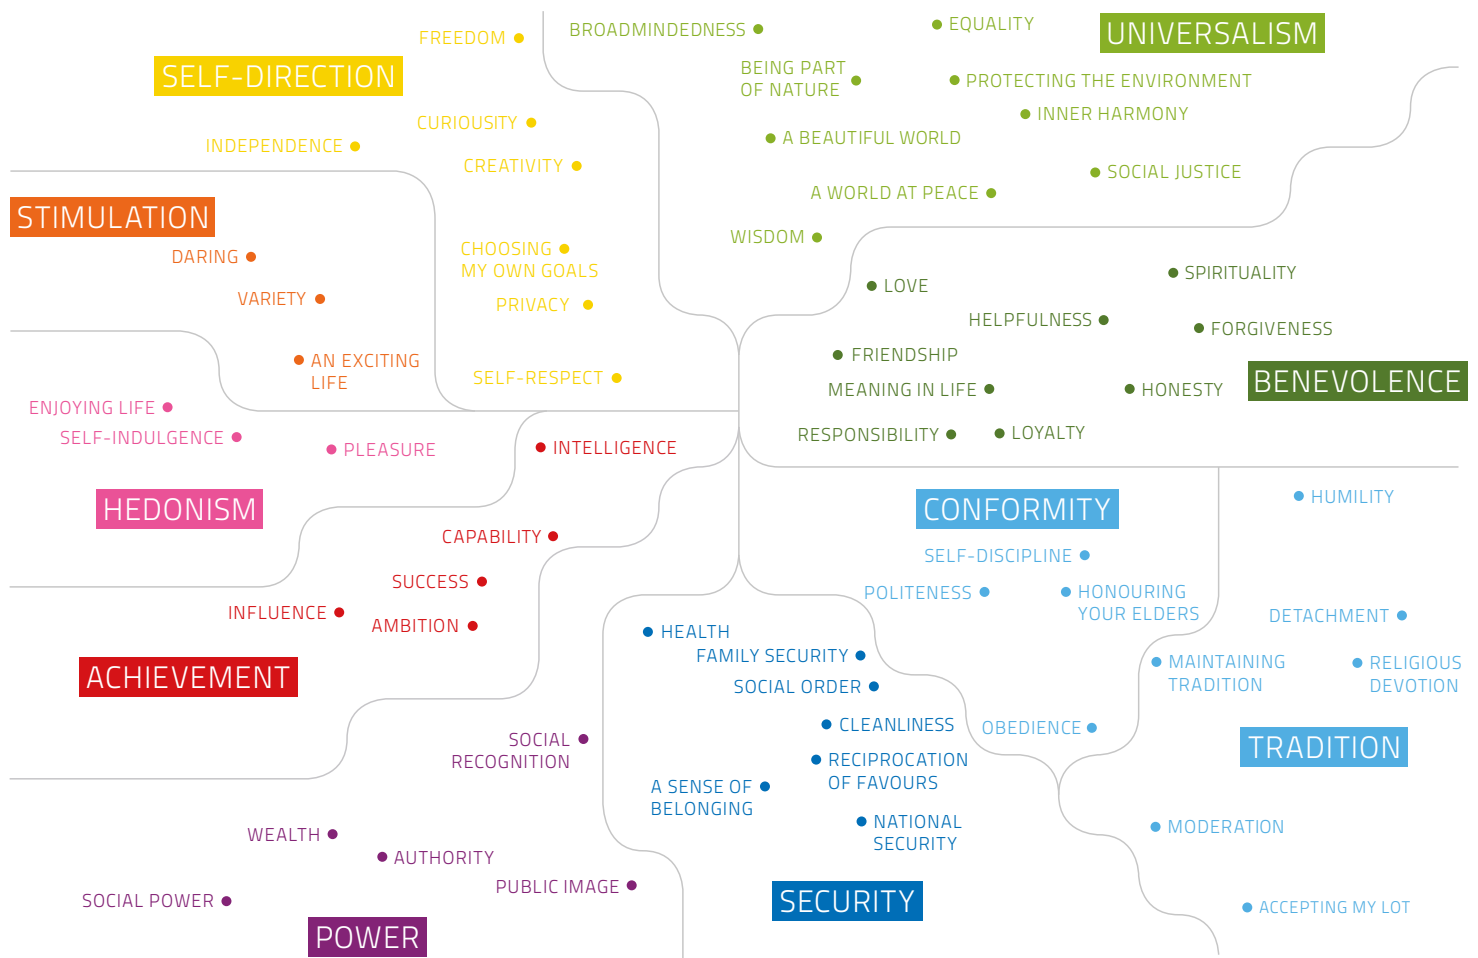 FREEDOM
SELF-DIRECTION
CURIOUSITY
INDEPENDENCE
CREATIVITY
CHOOSING
MY OWN GOALS
PRIVACY
SELF-RESPECT
BROADMINDEDNESS
EQUALITY
UNIVERSALISM
BEING PART
OF NATURE
PROTECTING THE ENVIRONMENT
INNER HARMONY
A BEAUTIFUL WORLD
SOCIAL JUSTICE
A WORLD AT PEACE
WISDOM
STIMULATION
DARING
VARIETY
AN EXCITING
LIFE
LOVE
SPIRITUALITY
HELPFULNESS
FORGIVENESS
FRIENDSHIP
BENEVOLENCE
MEANING IN LIFE
HONESTY
RESPONSIBILITY
LOYALTY
ENJOYING LIFE
SELF-INDULGENCE
PLEASURE
HEDONISM
INTELLIGENCE
CAPABILITY
SUCCESS
INFLUENCE
AMBITION
ACHIEVEMENT
CONFORMITY
SELF-DISCIPLINE
POLITENESS
HONOURING
YOUR ELDERS
OBEDIENCE
HUMILITY
DETACHMENT
MAINTAINING
TRADITION
RELIGIOUS
DEVOTION
TRADITION
MODERATION
ACCEPTING MY LOT
HEALTH
FAMILY SECURITY
SOCIAL ORDER
CLEANLINESS
RECIPROCATION
OF FAVOURS
A SENSE OF
BELONGING
NATIONAL
SECURITY
SECURITY
SOCIAL
RECOGNITION
WEALTH
AUTHORITY
PUBLIC IMAGE
SOCIAL POWER
POWER